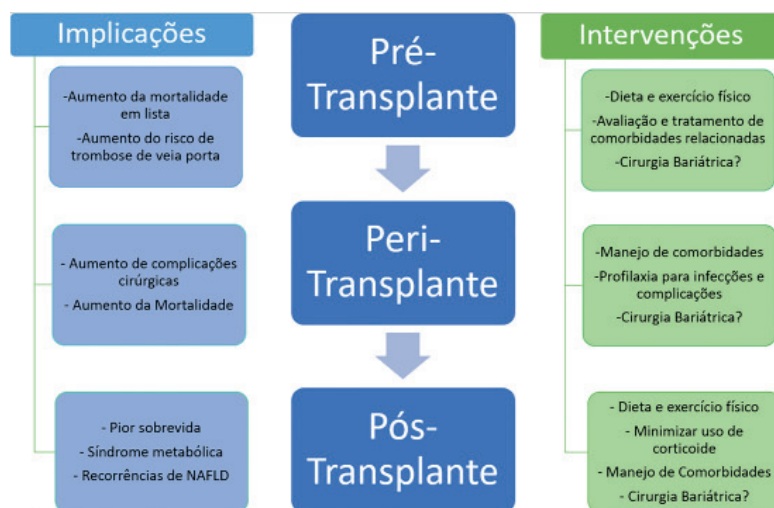 Implicações
-Aumento da mortalidade
em lista
-Aumento do risco de
trombose de veia porta
- Aumento de complicações
cirúrgicas
- Aumento da Mortalidade
- Pior sobrevida
- Síndrome metabólica
- Recorrências de NAFLD
Pré-
Transplante
Peri-
Transplante
Pós-
Transplante
Intervenções
-Dieta e exercício físico
-Avaliação e tratamento de
comorbidades relacionadas
-Cirurgia Bariátrica?
-Manejo de comorbidades
-Profilaxia para infecções e
complicações
-Cirurgia Bariátrica?
- Dieta e exercício físico
- Minimizar uso de
corticoide
- Manejo de Comorbidades
- Cirurgia Bariátrica?